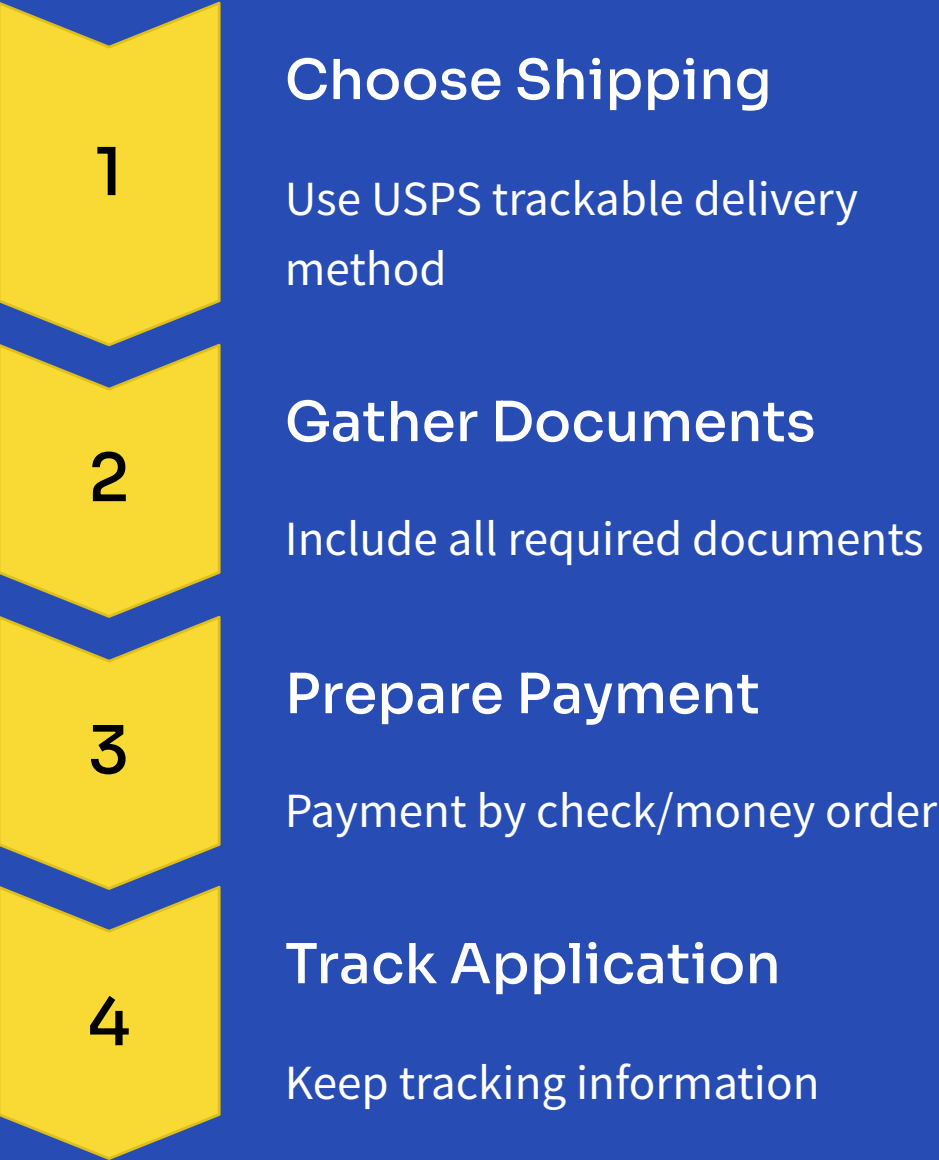 1
Choose Shipping
Use USPS trackable delivery
method
2
Gather Documents
Include all required documents
3
Prepare Payment
Payment by check/money order
4
Track Application
Keep tracking information